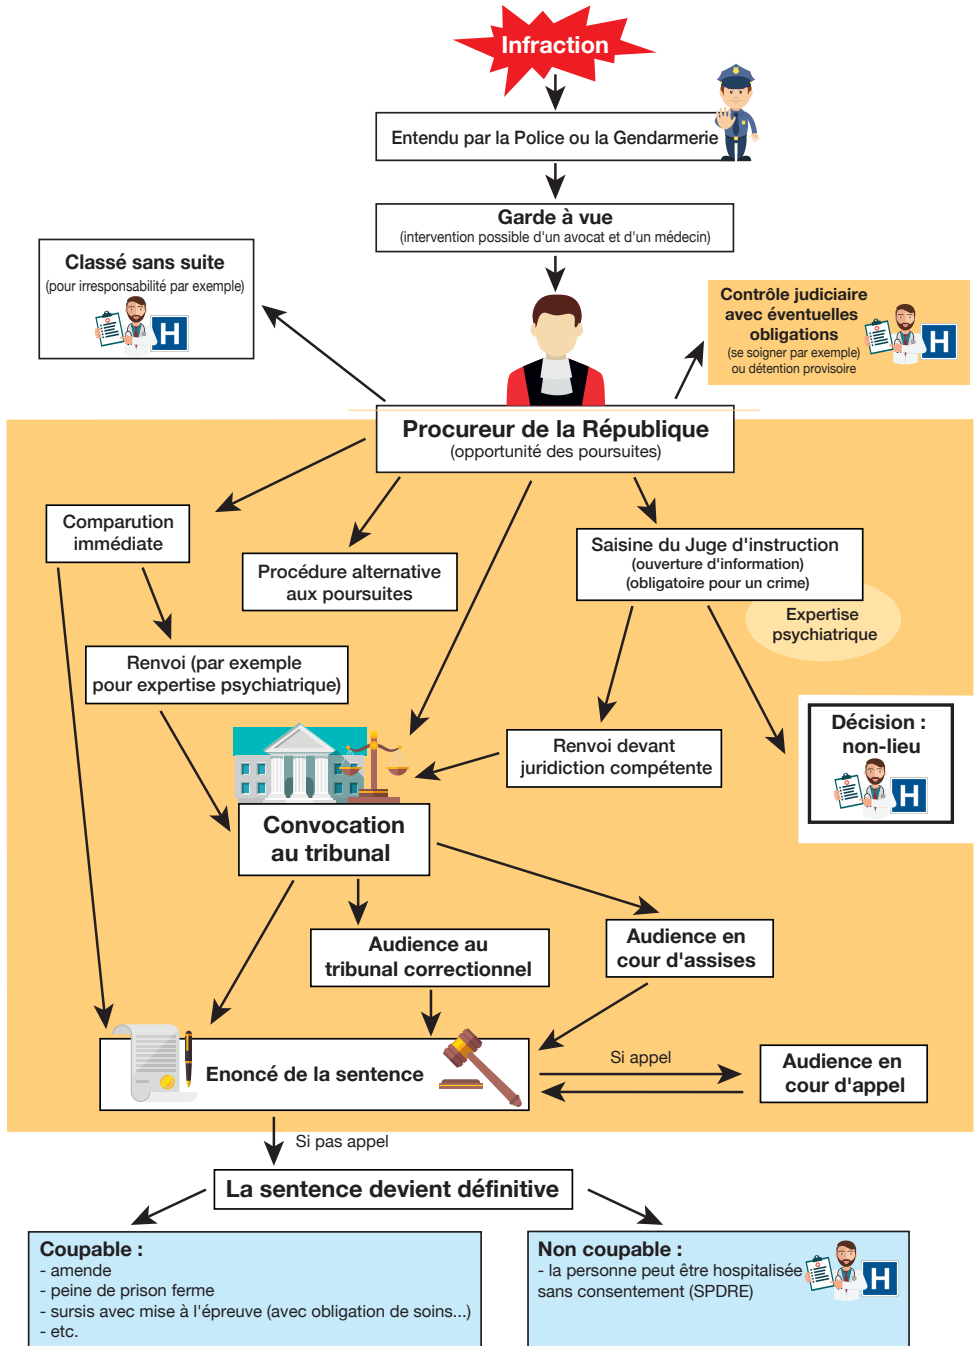 Infraction
Entendu par la Police ou la Gendarmerie
Garde à vue
(intervention possible d'un avocat et d'un médecin)
Classé sans suite
(pour irresponsabilité par exemple)
H
Contrôle judiciaire
avec éventuelles
obligations
(se soigner par exemple)
ou détention provisoire
H
Procureur de la République
(opportunité des poursuites)
Comparution
immédiate
Procédure alternative
aux poursuites
Saisine du Juge d'instruction
(ouverture d'information)
(obligatoire pour un crime)
Expertise
psychiatrique
Renvoi (par exemple
pour expertise psychiatrique)
Renvoi devant
juridiction compétente
Décision :
non-lieu
H
Convocation
au tribunal
Audience au
tribunal correctionnel
Audience en
cour d'assises
Enoncé de la sentence
Si appel
Audience en
cour d'appel
Si pas appel
La sentence devient définitive
Coupable :
- amende
- peine de prison ferme
- sursis avec mise à l'épreuve (avec obligation de soins...)
- etc.
Non coupable :
- la personne peut être hospitalisée
sans consentement (SPDRE)
H